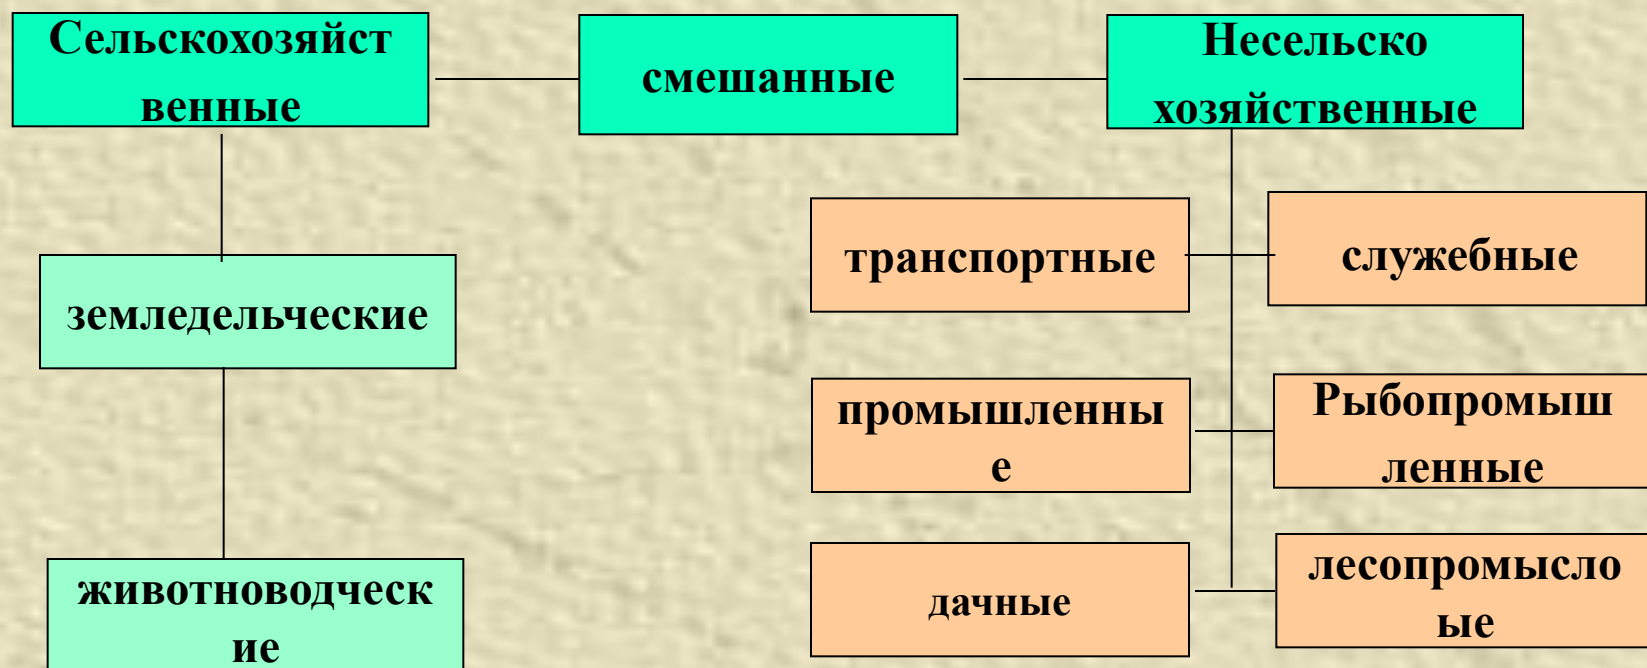 Сельскохозяйст
венные
смешанные
Несельско
хозяйственные
транспортные
служебные
земледельческие
промышленны
е
Рыбопромыш
ленные
животноводческ
ие
дачные
лесопромысло
ые